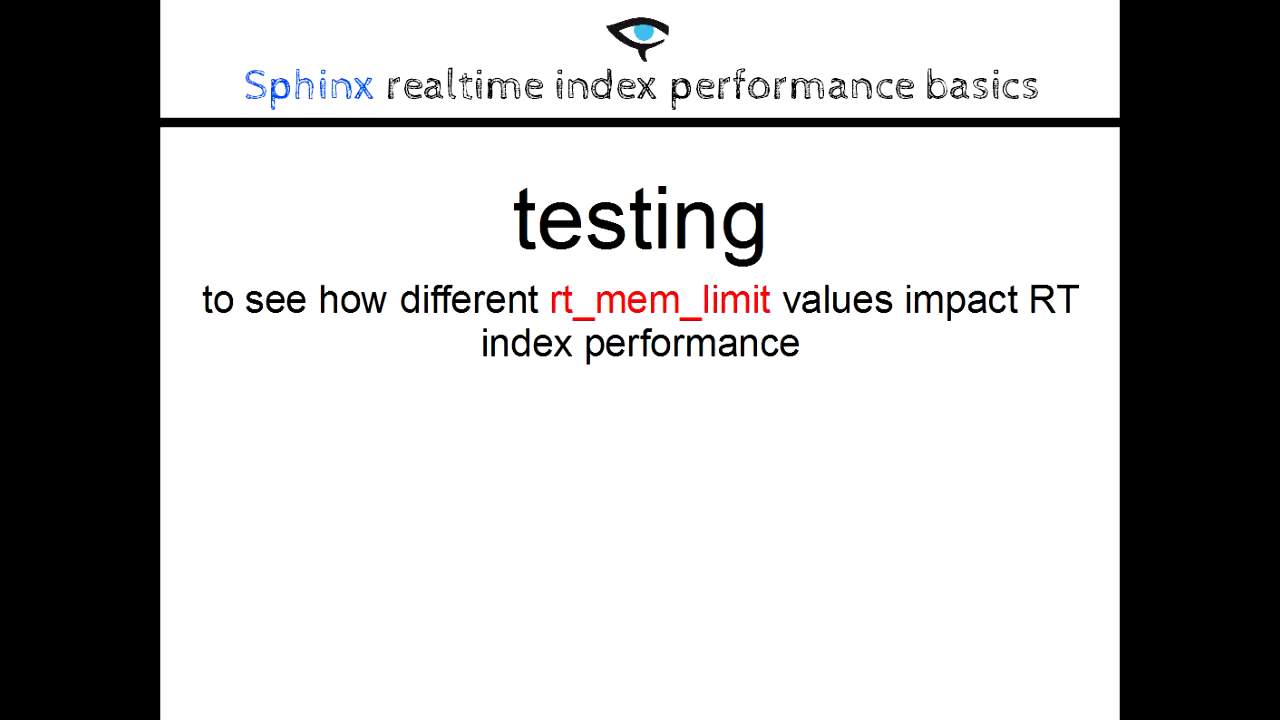 Sphinx realtime index performance basics
testing
to see how different rt_mem_limit values impact RT
index performance